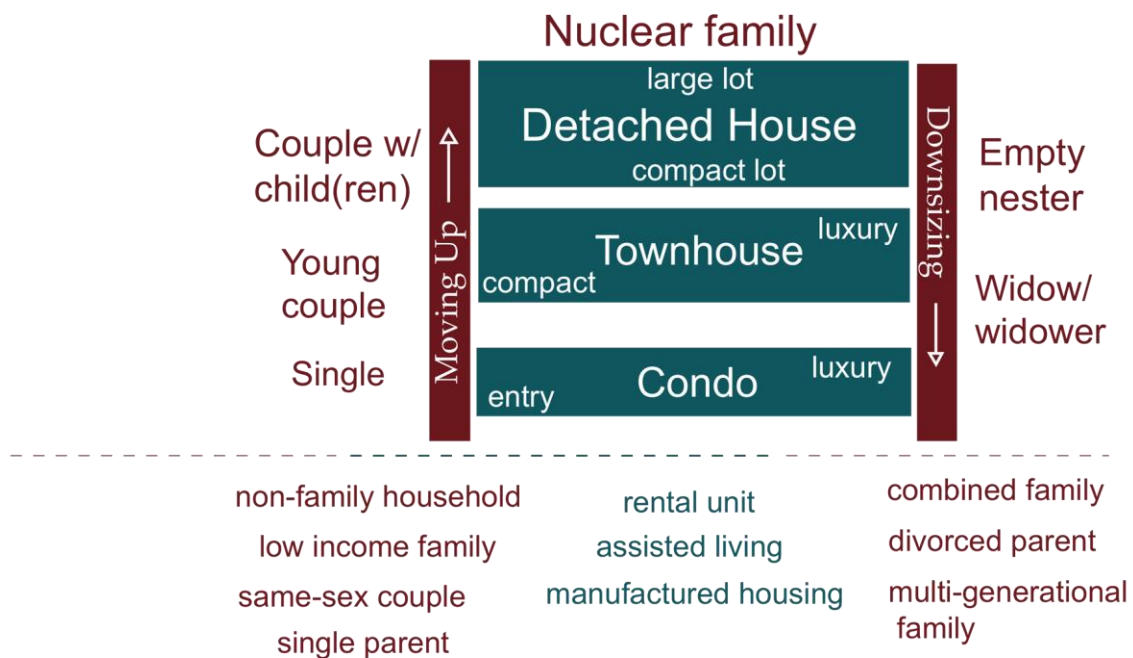 Nuclear family
large lot
Detached House
compact lot
Couple w/
child(ren)
Young
couple
Single
Moving Up
luxury
Townhouse
compact
luxury
Condo
entry
Downsizing
Empty
nester
Widow/
widower
non-family household
low income family
same-sex couple
single parent
rental unit
assisted living
manufactured housing
combined family
divorced parent
multi-generational
family